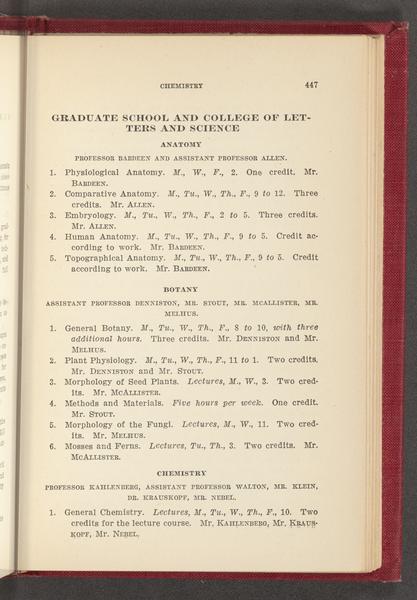 CHEMISTRY 447
GRADUATE SCHOOL AND COLLEGE OF LET-
TERS AND SCIENCE
ANATOMY
PROFESSOR BARDEEN AND ASSISTANT PROFESSOR ALLEN.
1. Physiological Anatomy. M., W., F., 2. One credit. Mr.
BARDEEN.
2. Comparative Anatomy. M., Tu., W., Th., F., 9 to 12. Three
credits. Mr. ALLEN.
3. Embryology. M., Tu., W., Th., F., 2 to 5. Three credits.
Mr. ALLEN.
4. Human Anatomy. M., Tu., W., Th., F., 9 to 5. Credit ac-
cording to work. Mr. BARDEEN.
5. Topographical Anatomy. M., Tu., W., Th., F., 9 to 5. Credit
according to work. Mr. BARDEEN.
BOTANY
ASSISTANT PROFESSOR DENNISTON, MR. STOUT, MR. MCALLISTER, MR.
MELHUS.
1. General Botany. M., Tu., W., Th., F., 8 to 10, with three
additional hours. Three credits. Mr. DENNISTON and Mr.
MELHUS.
2. Plant Physiology. M., Tu., W., Th., F., 11 to 1. Two credits.
Mr. DENNISTON and Mr. STOUT.
3. Morphology of Seed Plants. Lectures, M., W., 3. Two cred-
its. Mr. MCALLISTER.
4. Methods and Materials. Five hours per week. One credit.
Mr. STOUT.
5. Morphology of the Fungi. Lectures, M., W., 11. Two cred-
its. Mr. MELHUS.
6. Mosses and Ferns. Lectures, Tu., Th., 3. Two credits. Mr.
MCALLISTER.
CHEMISTRY
PROFESSOR KAHLENBERG, ASSISTANT PROFESSOR WALTON, MR. KLEIN,
DR. KRAUSKOPF, MR. NEBEL.
1. General Chemistry. Lectures, M., Tu., W., Th., F., 10. Two
credits for the lecture course. Mr. KAHLENBERG, Mr. KRAUS-
KOPF, Mr. NEBEL.